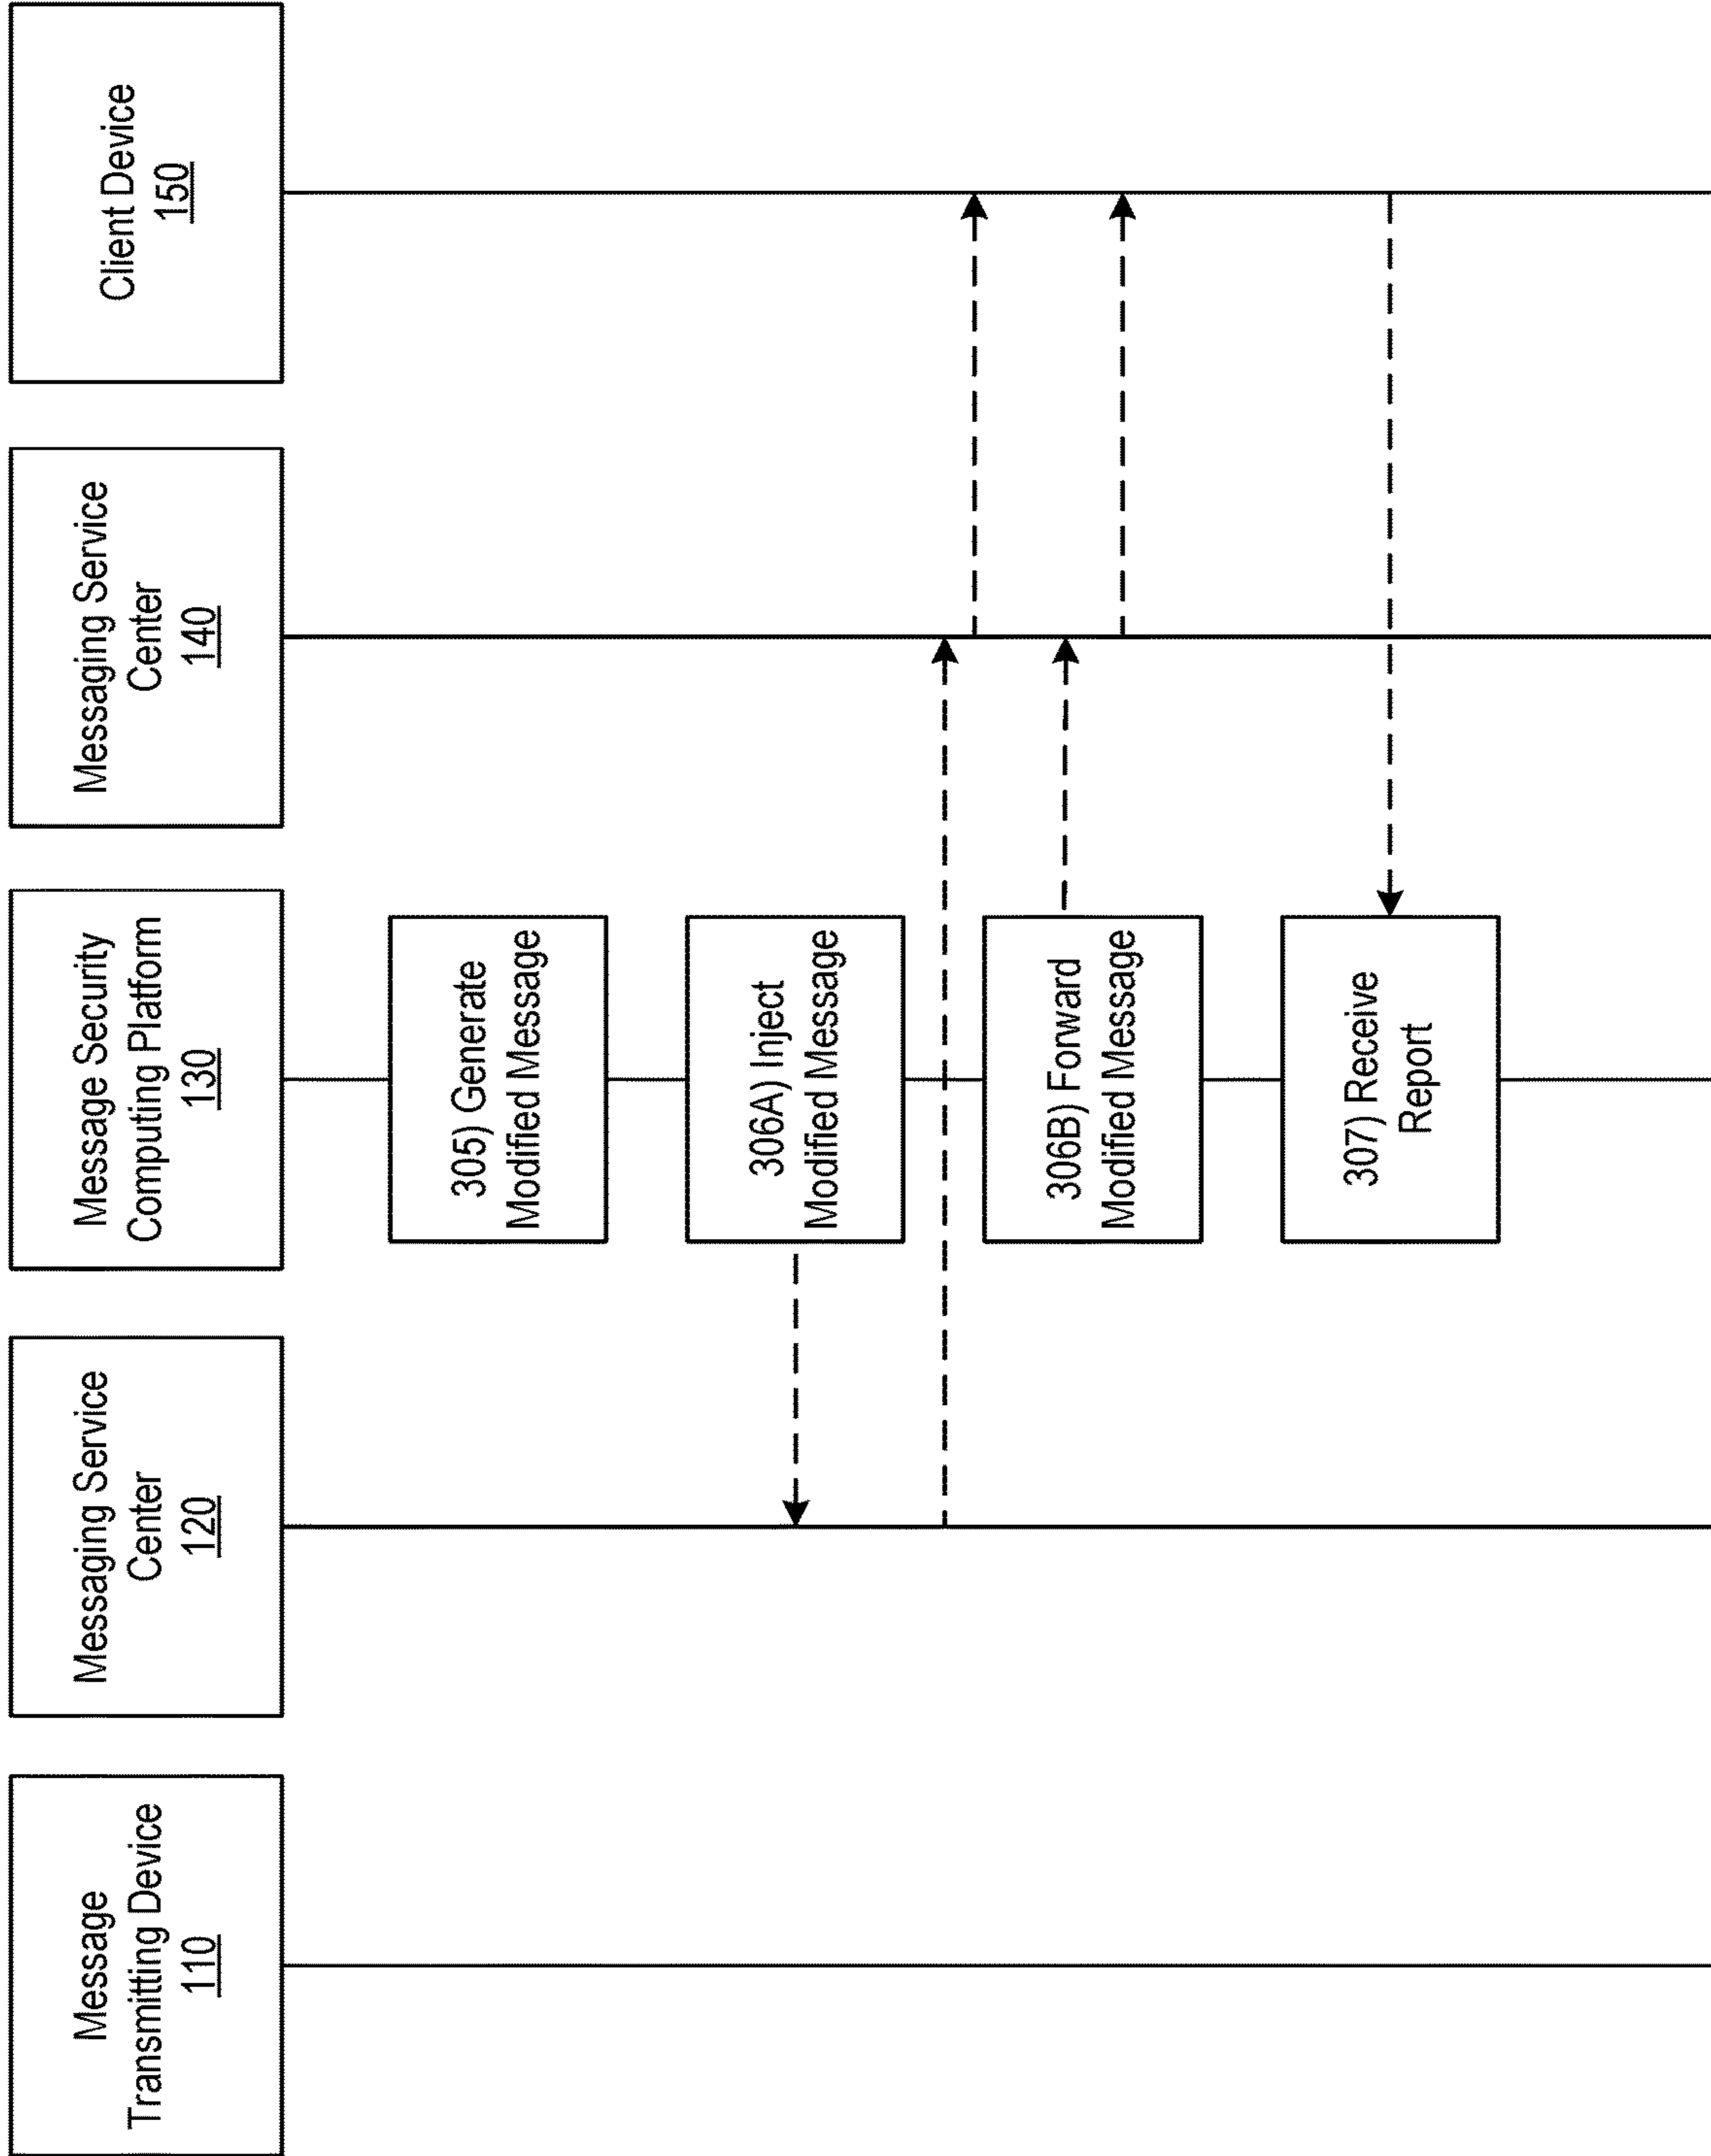 Message
Transmitting Device
110
Messaging Service
Center
120
Message Security
Computing Platform
130
Messaging Service
Center
140
Client Device
150
305) Generate
Modified Message
306A) Inject
Modified Message
306B) Forward
Modified Message
307) Receive
Report